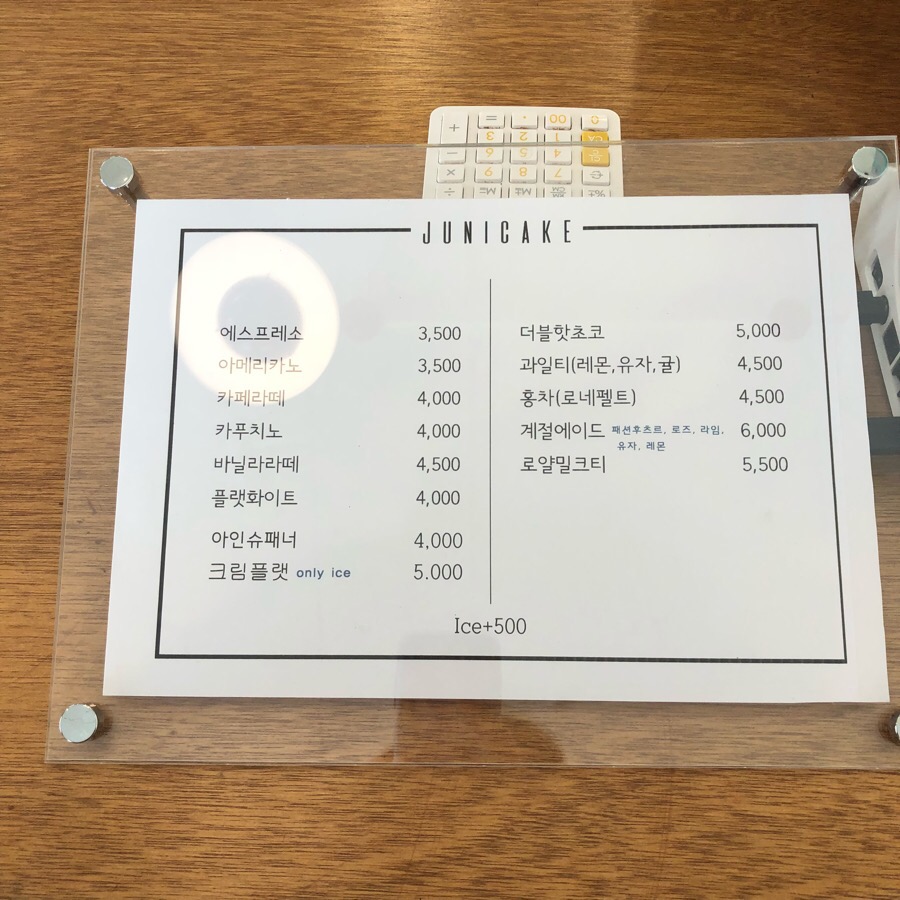 JUNICAKE
에스프레소 3,500
아메리카노 3,500
카페라떼 4,000
카푸치노 4,000
바닐라라떼 4,500
플랫화이트 4,000
아인슈패너 4,000
크림플랫 only ice 5.000
더블핫초코 5,000
과일티(레몬,유자,귤) 4,500
홍차(로네펠트) 4,500
계절에이드 패션후츠르, 로즈, 라임, 6,000
유자, 레몬
로얄밀크티 5,500
Ice+500